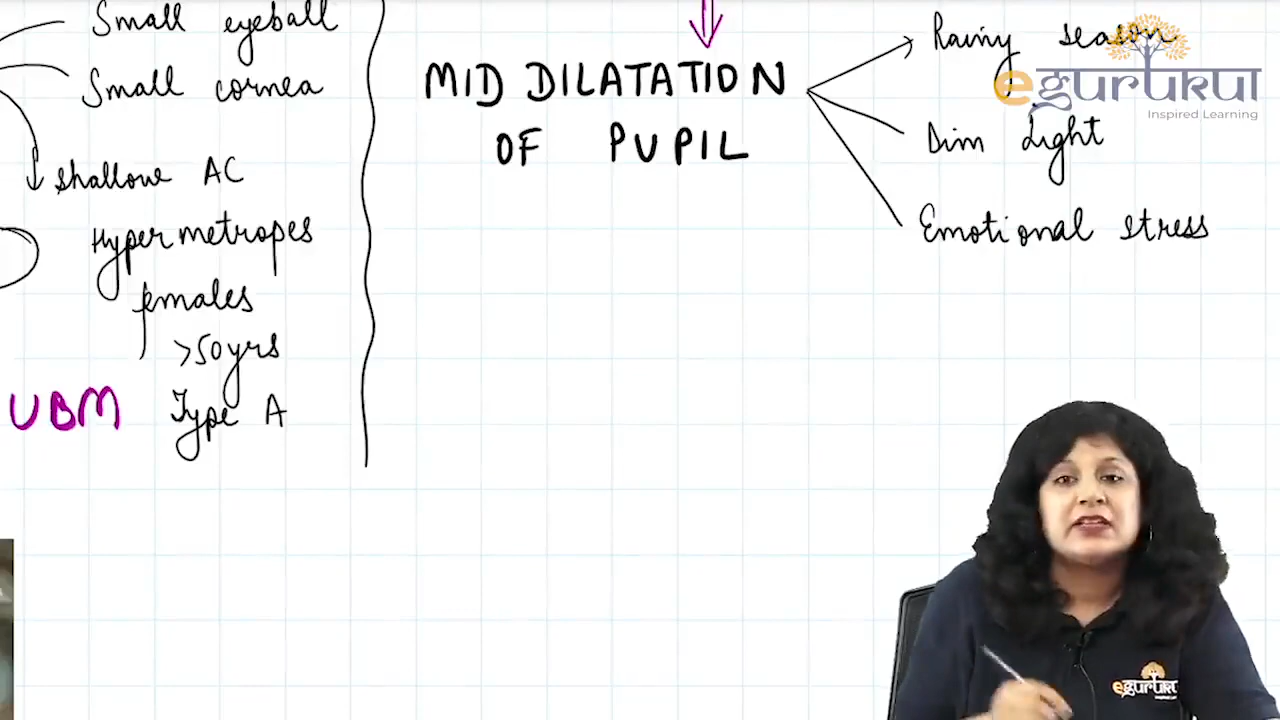 Small eyeball
Small cornea
Shallow AC
Hypermetropes
females
>50yrs
UBM Type A
MID DILATATION
OF PUPIL
Rainy season
Dim light
Emotional stress
egurukul
Inspired Learning
egurukul